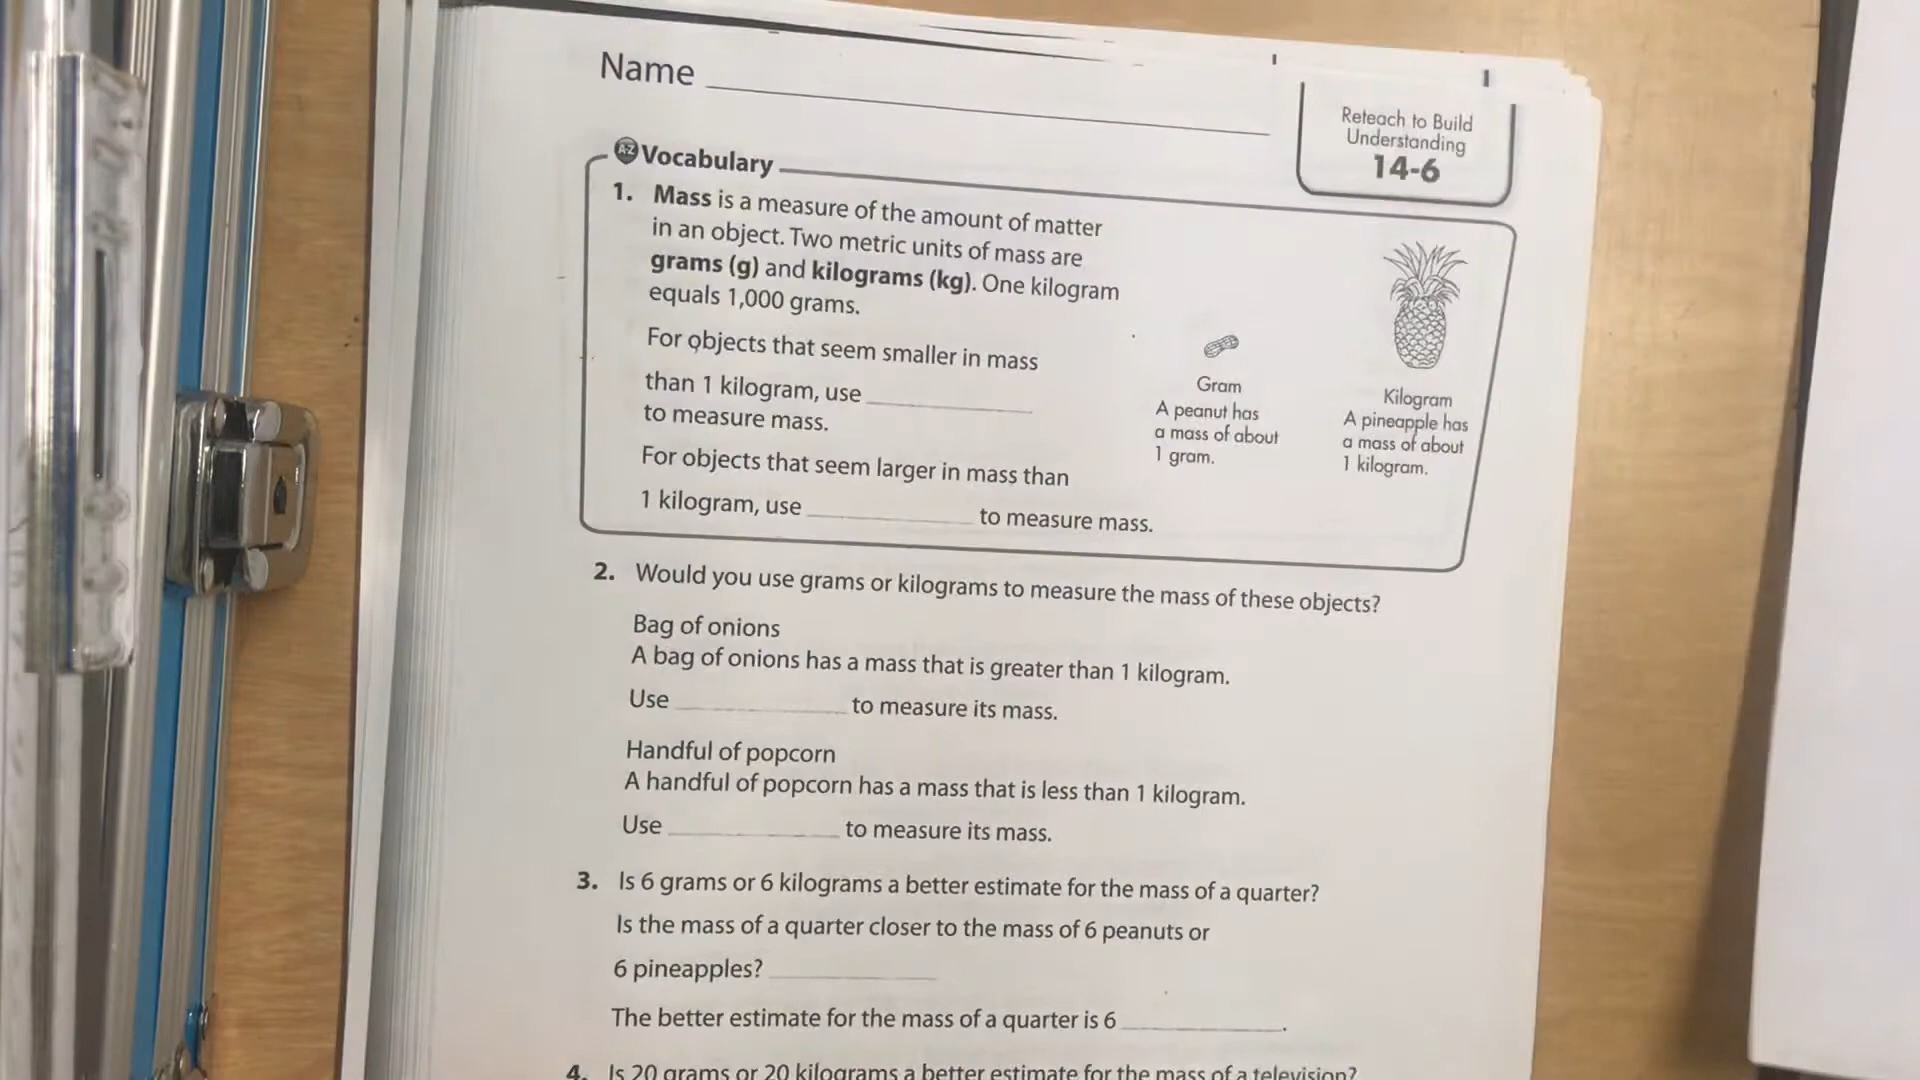 Name
Reteach to Build
Understanding
14-6
A-Z Vocabulary
1. Mass is a measure of the amount of matter
in an object. Two metric units of mass are
grams (g) and kilograms (kg). One kilogram
equals 1,000 grams.
For objects that seem smaller in mass
than 1 kilogram, use
to measure mass.
For objects that seem larger in mass than
1 kilogram, use to measure mass.
Gram
A peanut has
a mass of about
1 gram.
Kilogram
A pineapple has
a mass of about
1 kilogram.
2. Would you use grams or kilograms to measure the mass of these objects?
Bag of onions
A bag of onions has a mass that is greater than 1 kilogram.
Use to measure its mass.
Handful of popcorn
A handful of popcorn has a mass that is less than 1 kilogram.
Use to measure its mass.
3. Is 6 grams or 6 kilograms a better estimate for the mass of a quarter?
Is the mass of a quarter closer to the mass of 6 peanuts or
6 pineapples?
The better estimate for the mass of a quarter is 6 .
4. Is 20 grams or 20 kilograms a better estimate for the mass of a television?